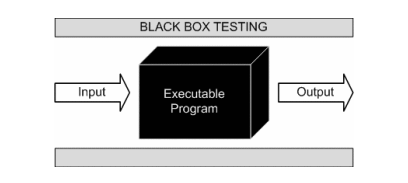 BLACK BOX TESTING
Input
Executable
Program
Output